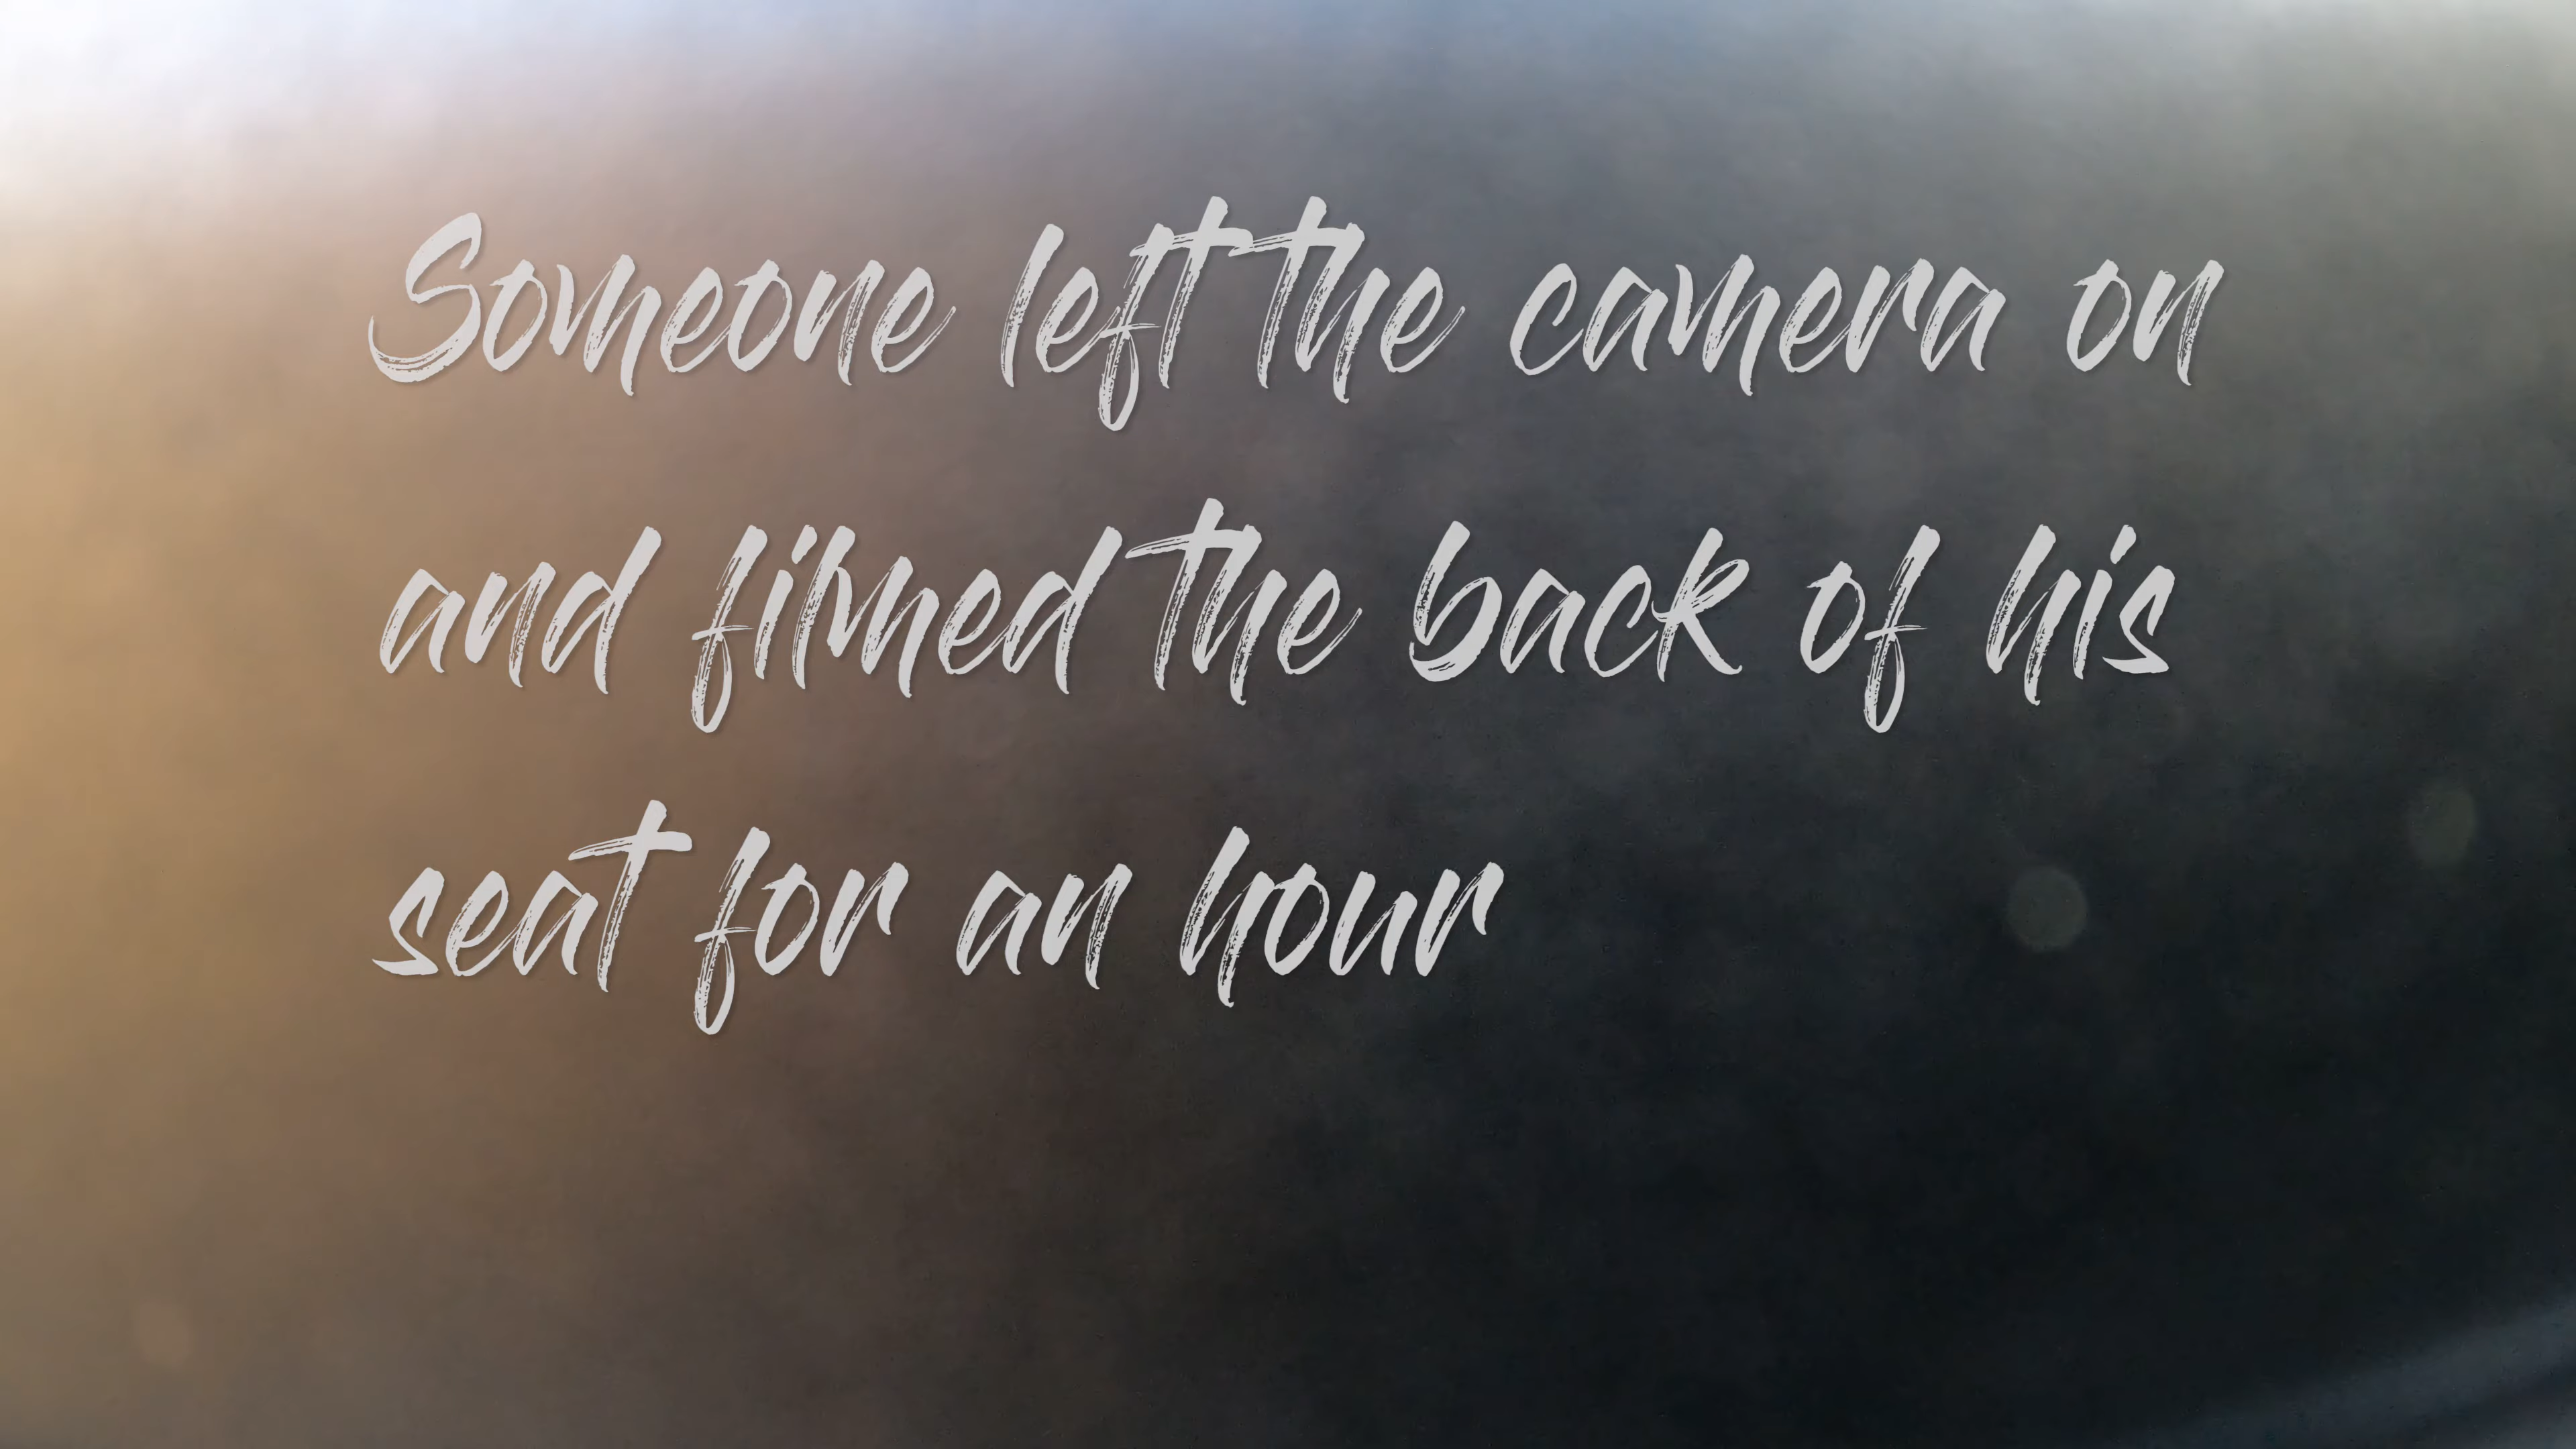 Someone left the camera on
and filmed the back of his
seat for an hour